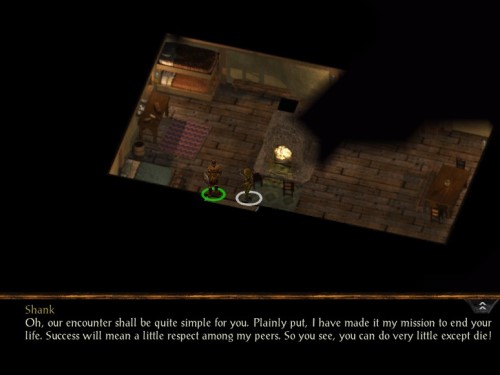 Shank
Oh, our encounter shall be quite simple for you. Plainly put, I have made it my mission to end your
life. Success will mean a little respect among my peers. So you see, you can do very little except die!